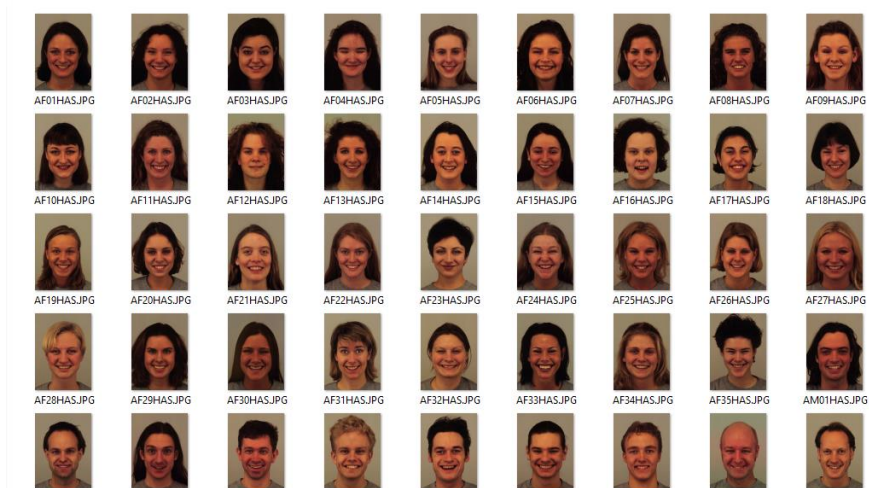 AF01HAS.JPG AF02HAS.JPG AF03HAS.JPG AF04HAS.JPG AF05HAS.JPG AF06HAS.JPG AF07HAS.JPG AF08HAS.JPG AF09HAS.JPG
AF10HAS.JPG AF11HAS.JPG AF12HAS.JPG AF13HAS.JPG AF14HAS.JPG AF15HAS.JPG AF16HAS.JPG AF17HAS.JPG AF18HAS.JPG
AF19HAS.JPG AF20HAS.JPG AF21HAS.JPG AF22HAS.JPG AF23HAS.JPG AF24HAS.JPG AF25HAS.JPG AF26HAS.JPG AF27HAS.JPG
AF28HAS.JPG AF29HAS.JPG AF30HAS.JPG AF31HAS.JPG AF32HAS.JPG AF33HAS.JPG AF34HAS.JPG AF35HAS.JPG AM01HAS.JPG